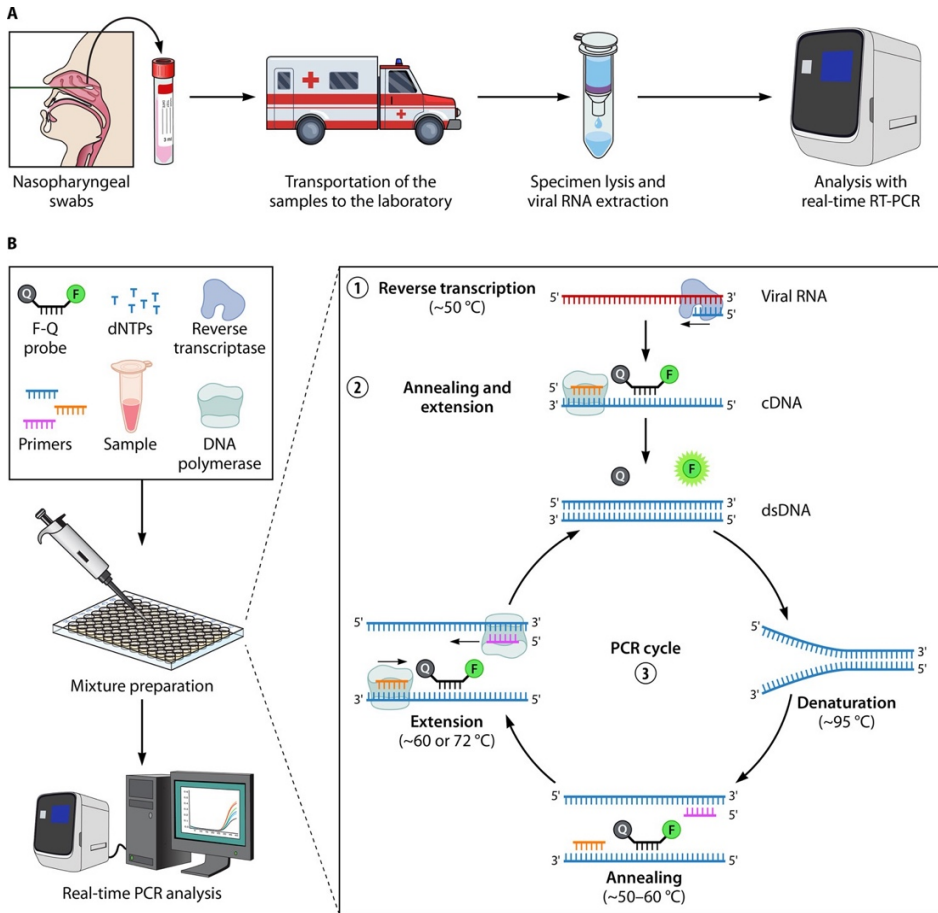 A
Nasopharyngeal
swabs
Transportation of the
samples to the laboratory
Specimen lysis and
viral RNA extraction
Analysis with
real-time RT-PCR
B
Q F
F-Q
probe
T T T T T T
dNTPs
Reverse
transcriptase
Primers
Sample
DNA
polymerase
Mixture preparation
Real-time PCR analysis
1 Reverse transcription
(~50 °C)
5' 3' Viral RNA
5'
2 Annealing and
extension
Q F
5'
3' 5' cDNA
Q F
5' 3'
3' 5' dsDNA
PCR cycle
3
5'
3'
3'
5'
Denaturation
(~95 °C)
5' 3'
5'
Q F
3' 5'
Annealing
(~50–60 °C)
5' 3'
5'
Q F
5'
3' 5'
Extension
(~60 or 72 °C)